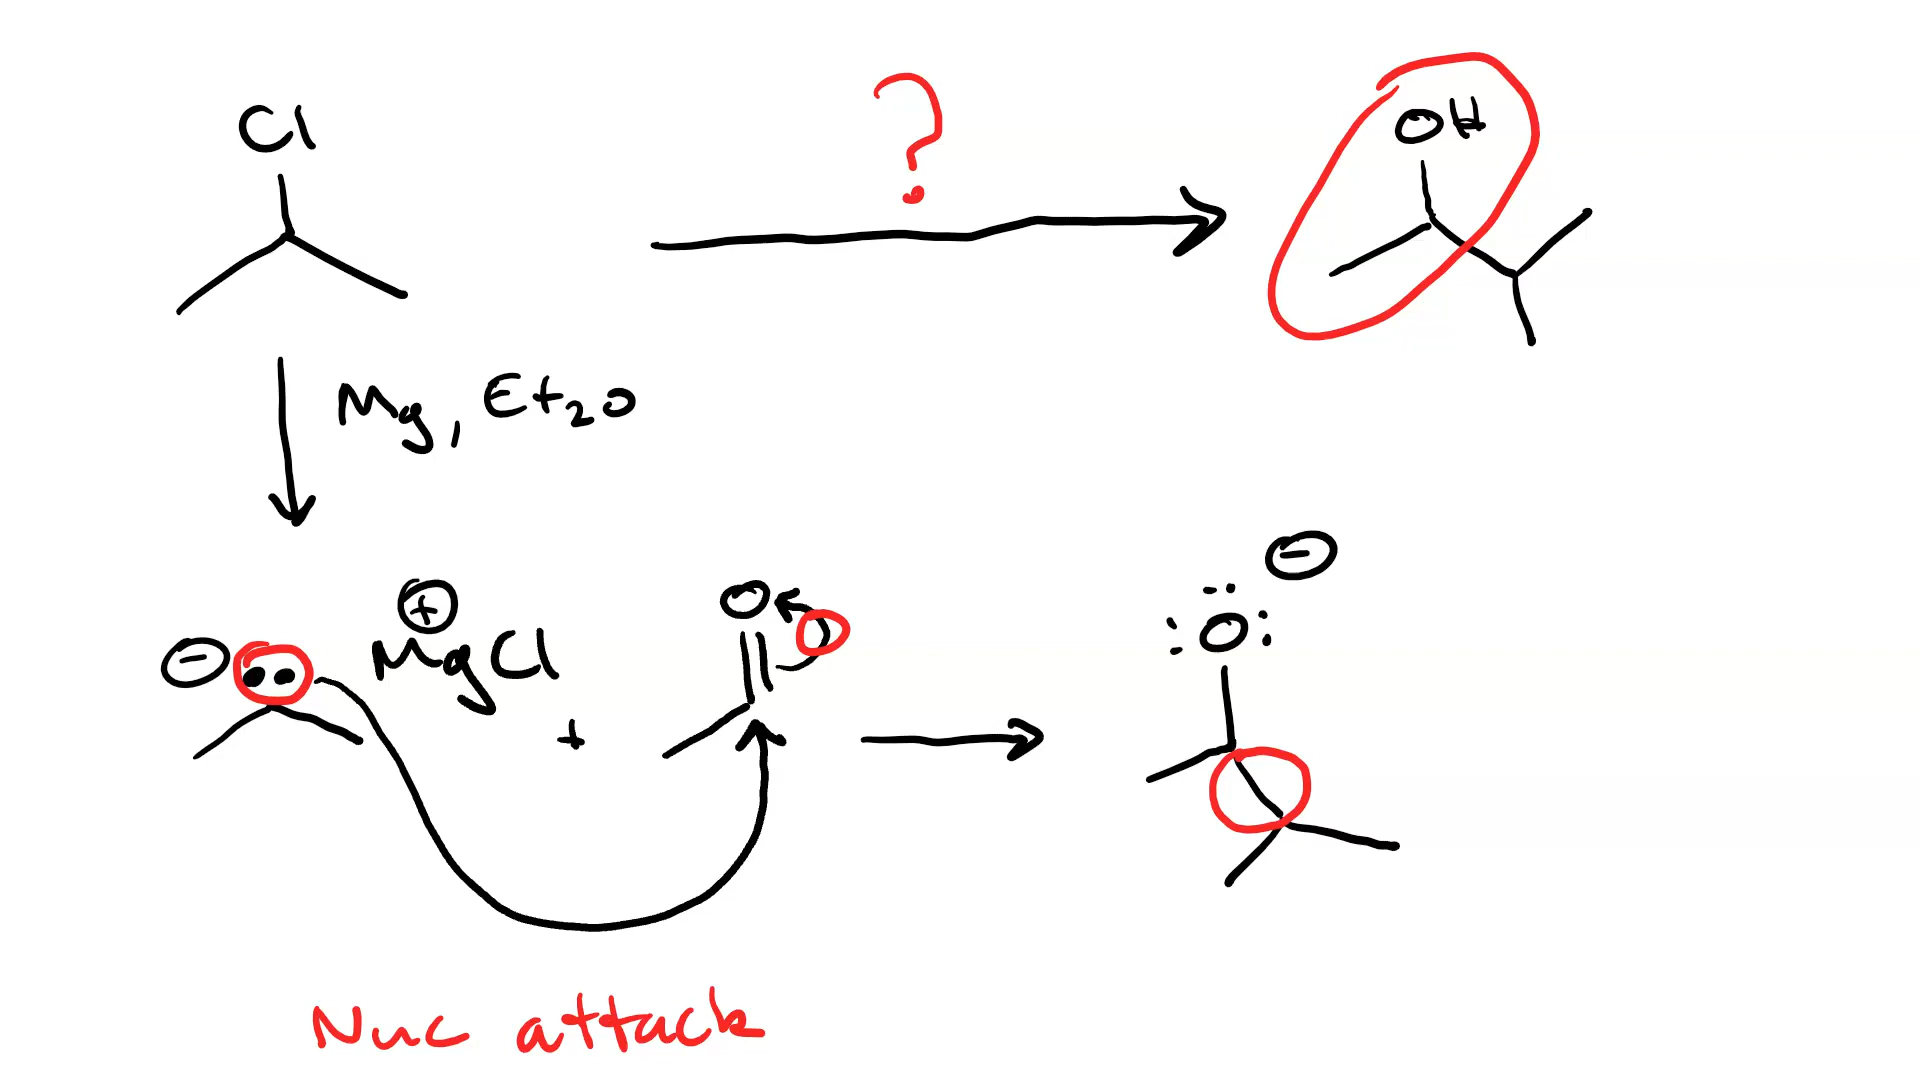 Cl
?
OH
Mg, Et₂O
⊖ •• ⊕ MgCl
+
O
⊖
O
Nuc attack